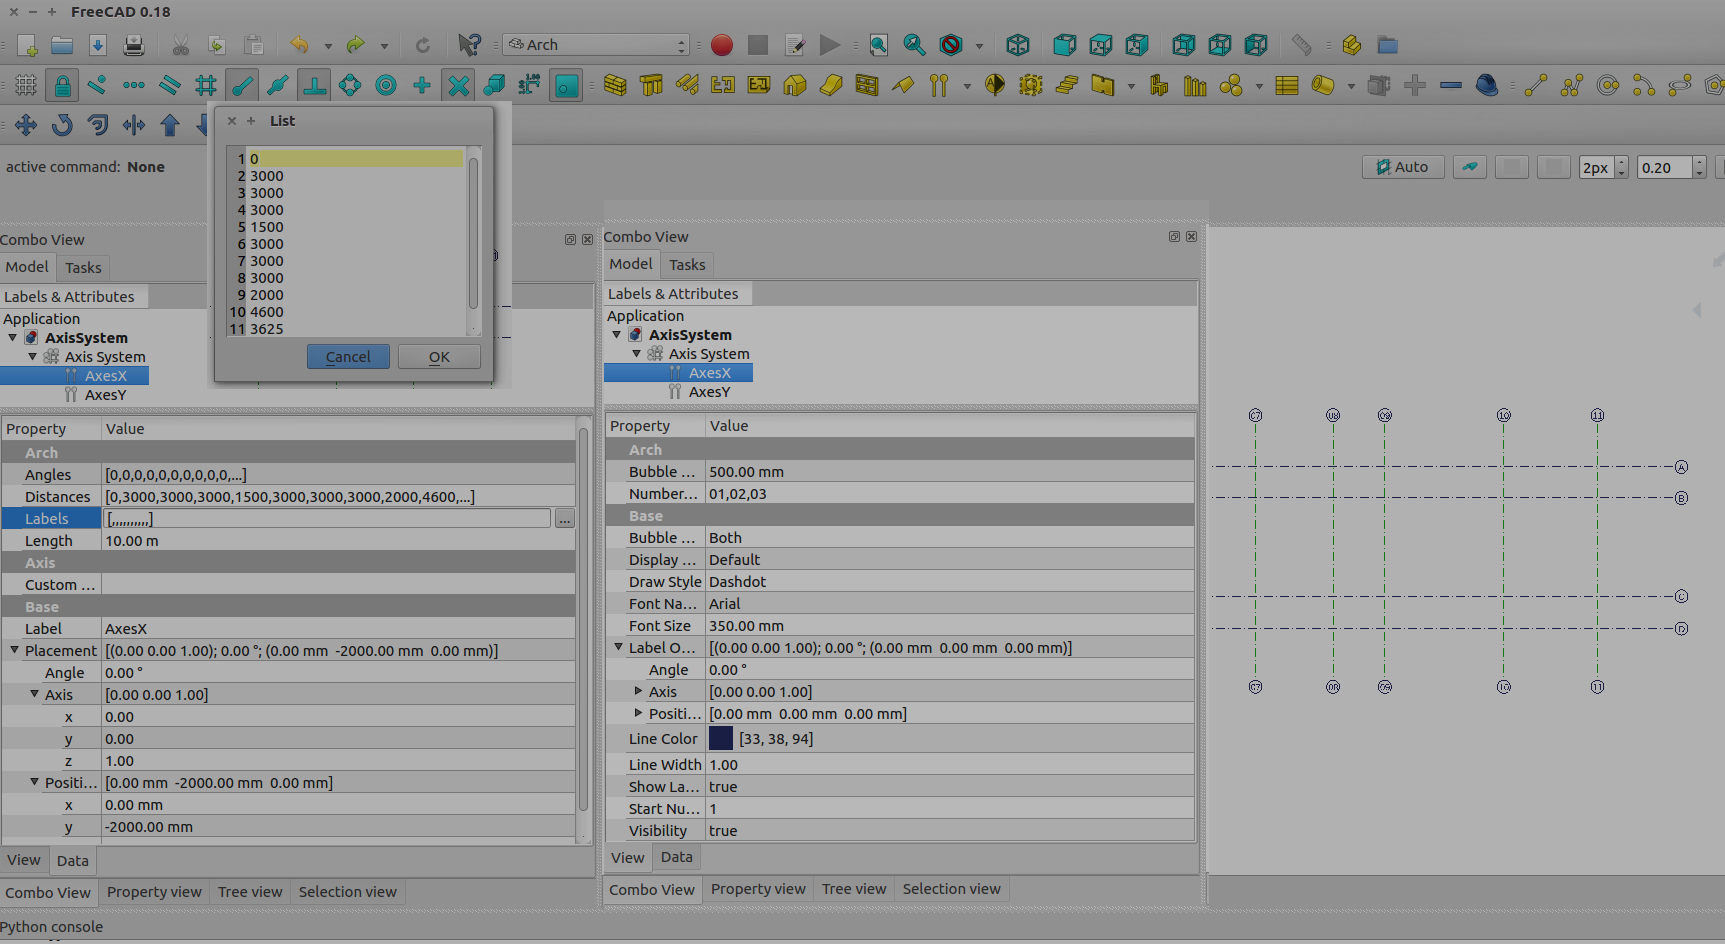 FreeCAD 0.18
Arch
active command: None
Auto
2px
0.20
List
1 0
2 3000
3 3000
4 3000
5 1500
6 3000
7 3000
8 3000
9 2000
10 4600
11 3625
Cancel
OK
Combo View
Model Tasks
Labels & Attributes
Application
AxisSystem
Axis System
AxesX
AxesY
Property Value
Arch
Angles [0,0,0,0,0,0,0,0,0,0,...]
Distances [0,3000,3000,3000,1500,3000,3000,3000,2000,4600,...]
Labels [,,,,,,,,,,]
...
Length 10.00 m
Axis
Custom ...
Base
Label AxesX
Placement [(0.00 0.00 1.00); 0.00 °; (0.00 mm -2000.00 mm 0.00 mm)]
Angle 0.00 °
Axis [0.00 0.00 1.00]
x 0.00
y 0.00
z 1.00
Positi... [0.00 mm -2000.00 mm 0.00 mm]
x 0.00 mm
y -2000.00 mm
View Data
Combo View Property view Tree view Selection view
Python console
Combo View
Model Tasks
Labels & Attributes
Application
AxisSystem
Axis System
AxesX
AxesY
Property Value
Arch
Bubble ... 500.00 mm
Number... 01,02,03
Base
Bubble ... Both
Display ... Default
Draw Style Dashdot
Font Na... Arial
Font Size 350.00 mm
Label O... [(0.00 0.00 1.00); 0.00 °; (0.00 mm 0.00 mm 0.00 mm)]
Angle 0.00 °
Axis [0.00 0.00 1.00]
Positi... [0.00 mm 0.00 mm 0.00 mm]
Line Color [33, 38, 94]
Line Width 1.00
Show La... true
Start Nu... 1
Visibility true
View Data
Combo View Property view Tree view Selection view
07 08 09 10 11
A
B
C
D
07 08 09 10 11